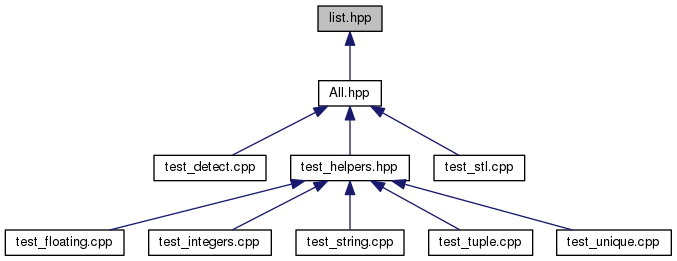 list.hpp
All.hpp
test_detect.cpp
test_helpers.hpp
test_stl.cpp
test_floating.cpp
test_integers.cpp
test_string.cpp
test_tuple.cpp
test_unique.cpp